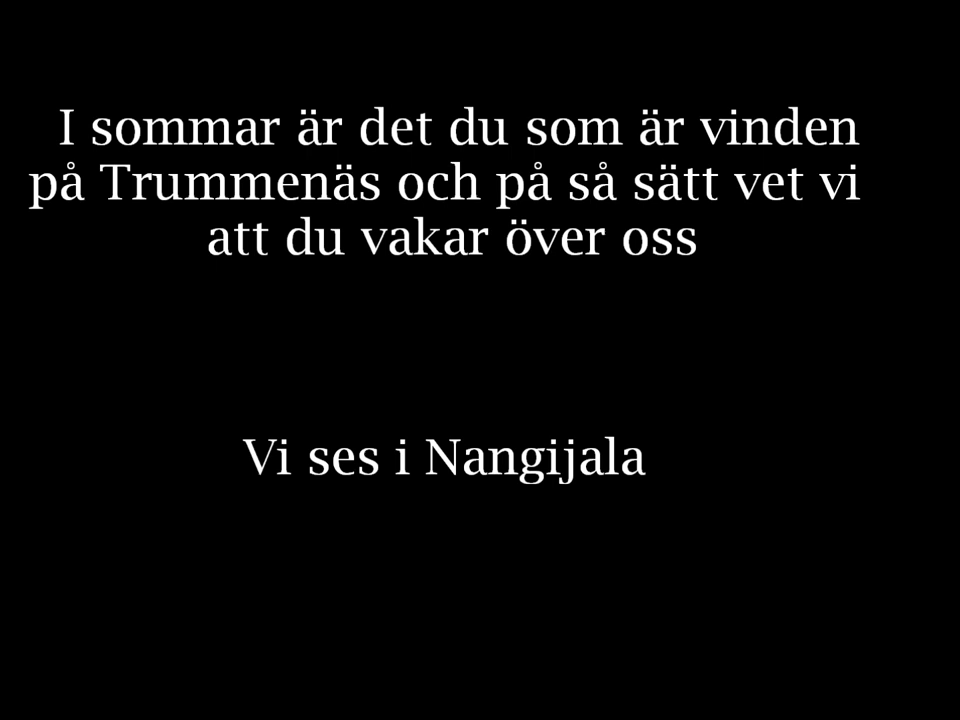 I sommar är det du som är vinden
på Trummenäs och på så sätt vet vi
att du vakar över oss
Vi ses i Nangijala